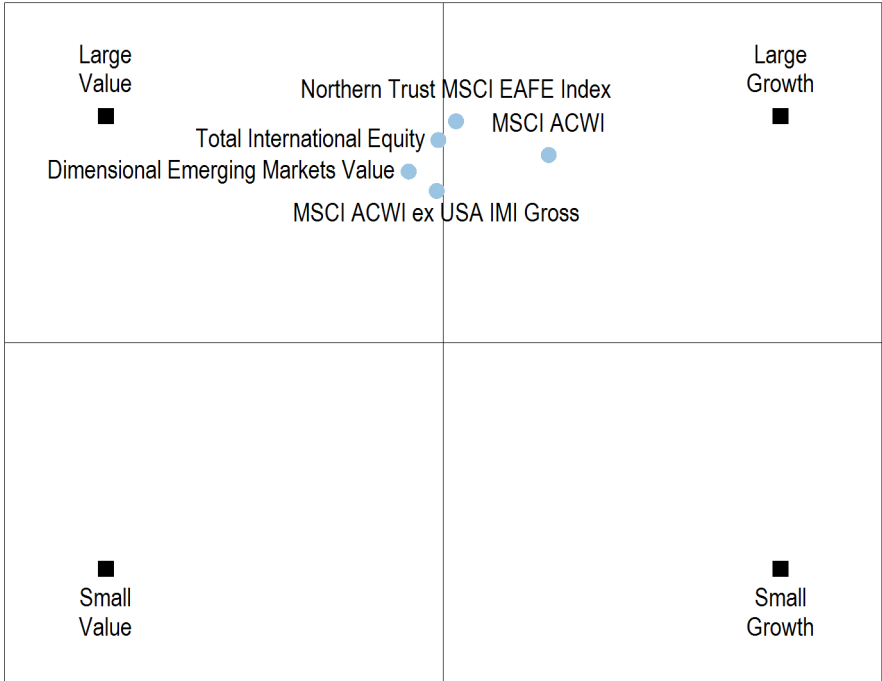 Large
Value
Large
Growth
Northern Trust MSCI EAFE Index
MSCI ACWI
Total International Equity
Dimensional Emerging Markets Value
MSCI ACWI ex USA IMI Gross
Small
Value
Small
Growth